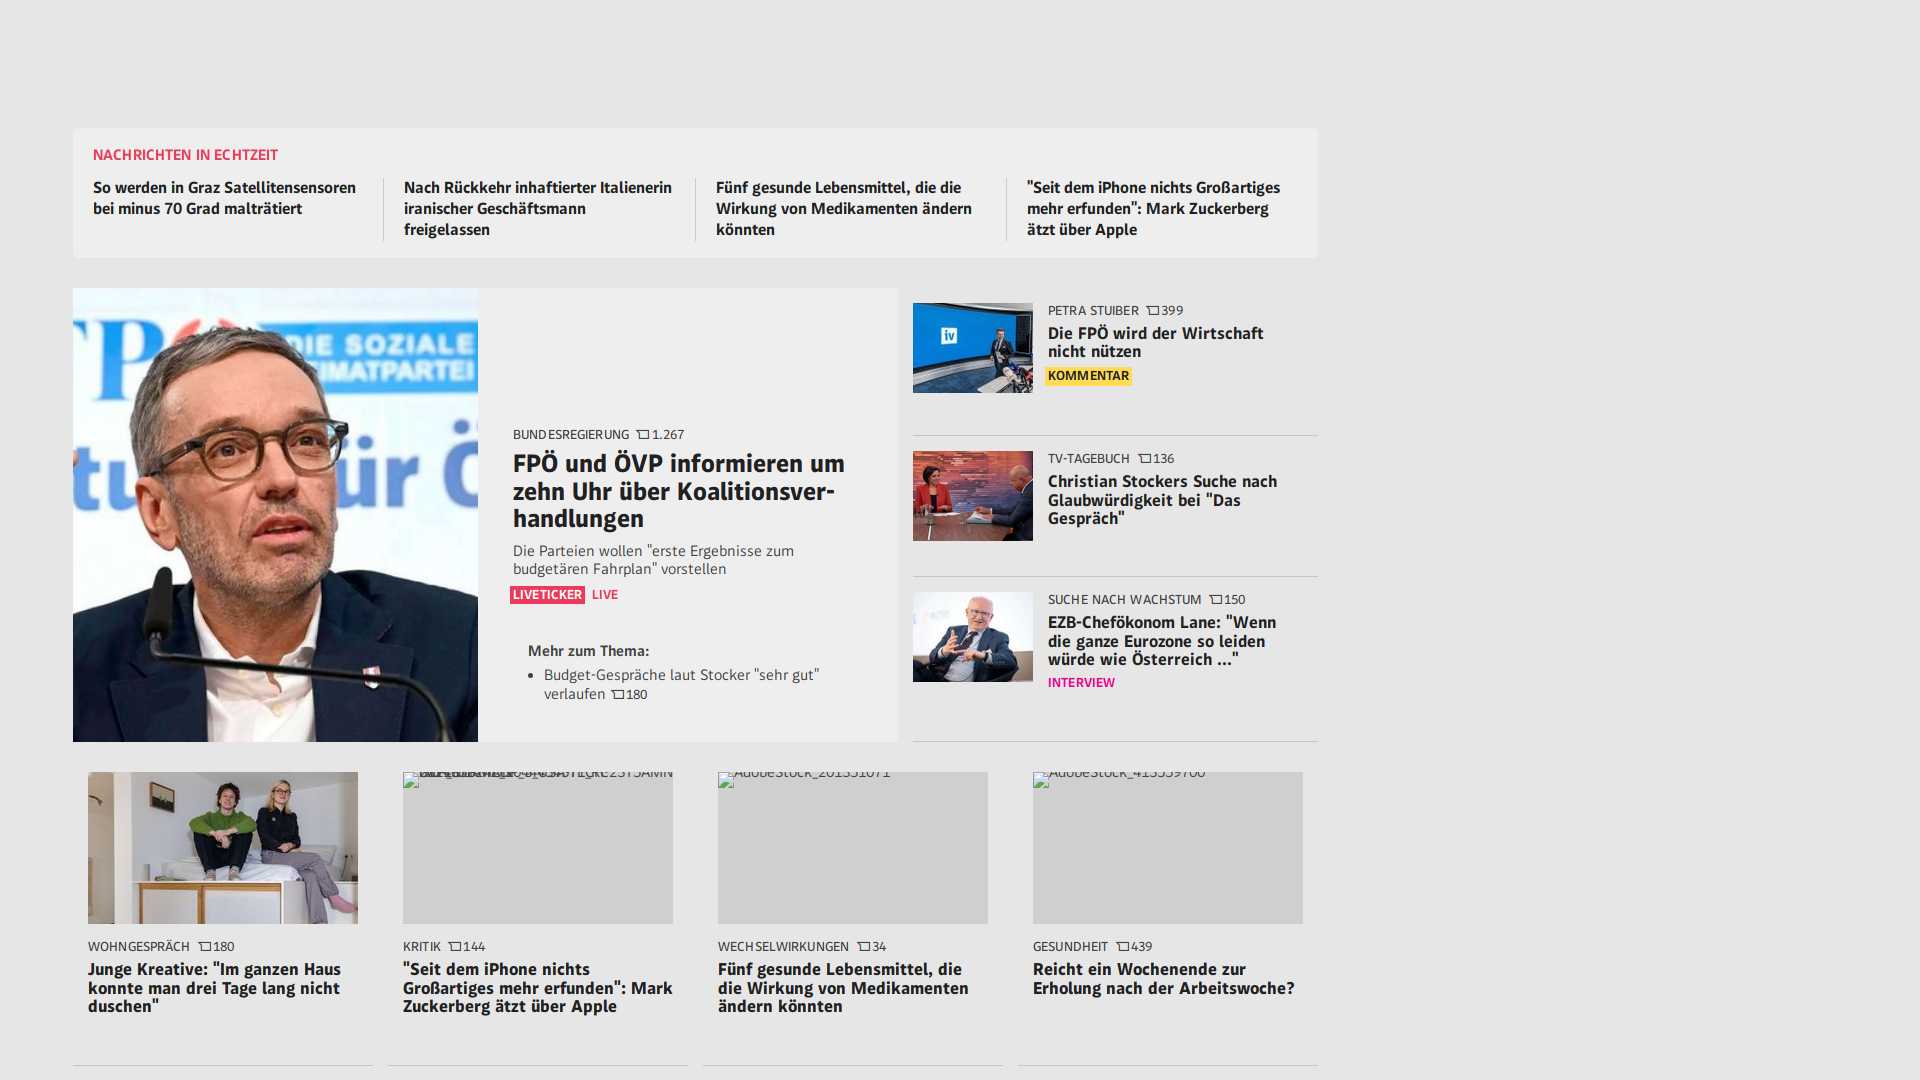 NACHRICHTEN IN ECHTZEIT
So werden in Graz Satellitensensoren
bei minus 70 Grad malträtiert
Nach Rückkehr inhaftierter Italienerin
iranischer Geschäftsmann
freigelassen
Fünf gesunde Lebensmittel, die die
Wirkung von Medikamenten ändern
könnten
"Seit dem iPhone nichts Großartiges
mehr erfunden": Mark Zuckerberg
ätzt über Apple
DIE SOZIALE
IMATPARTEI
BUNDESREGIERUNG 1.267
FPÖ und ÖVP informieren um
zehn Uhr über Koalitionsver-
handlungen
Die Parteien wollen "erste Ergebnisse zum
budgetären Fahrplan" vorstellen
LIVETICKER LIVE
Mehr zum Thema:
• Budget-Gespräche laut Stocker "sehr gut"
verlaufen 180
iv
PETRA STUIBER 399
Die FPÖ wird der Wirtschaft
nicht nützen
KOMMENTAR
TV-TAGEBUCH 136
Christian Stockers Suche nach
Glaubwürdigkeit bei "Das
Gespräch"
SUCHE NACH WACHSTUM 150
EZB-Chefökonom Lane: "Wenn
die ganze Eurozone so leiden
würde wie Österreich ..."
INTERVIEW
WOHNGESPRÄCH 180
Junge Kreative: "Im ganzen Haus
konnte man drei Tage lang nicht
duschen"
KRITIK 144
"Seit dem iPhone nichts
Großartiges mehr erfunden": Mark
Zuckerberg ätzt über Apple
AdobeStock_201351071
WECHSELWIRKUNGEN 34
Fünf gesunde Lebensmittel, die
die Wirkung von Medikamenten
ändern könnten
AdobeStock_413539700
GESUNDHEIT 439
Reicht ein Wochenende zur
Erholung nach der Arbeitswoche?